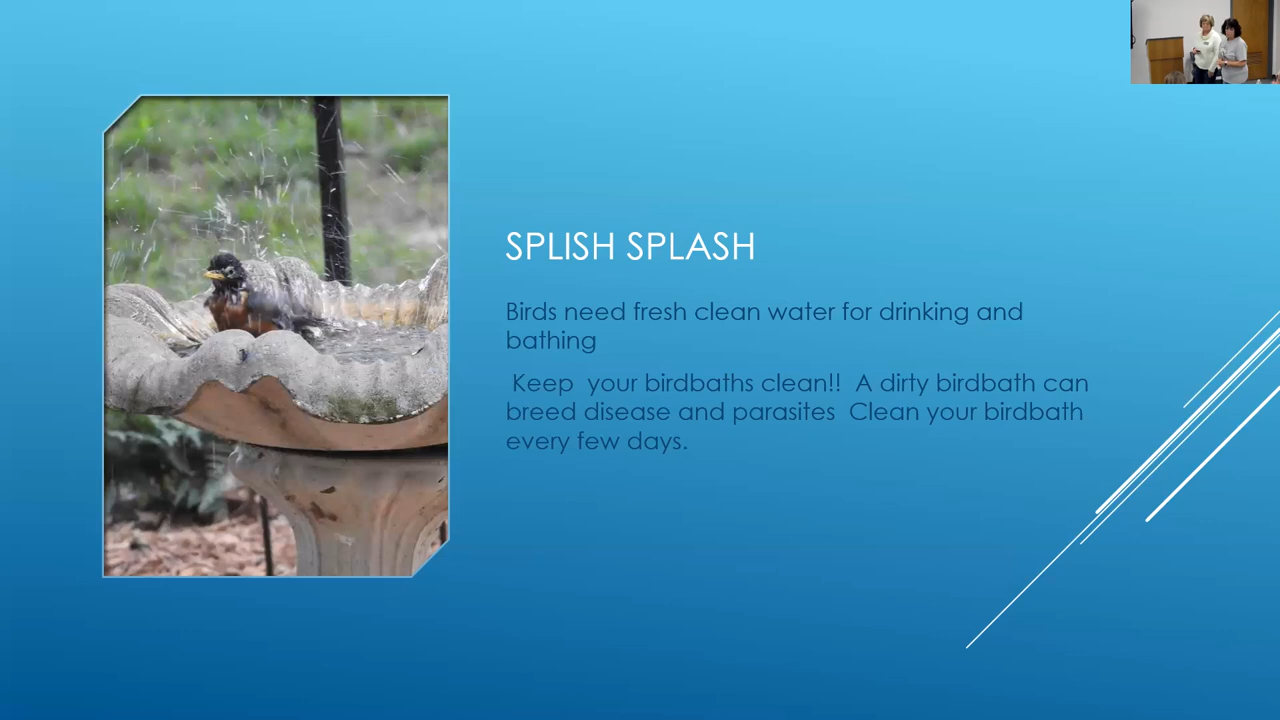 SPLISH SPLASH
Birds need fresh clean water for drinking and
bathing
Keep  your birdbaths clean!!  A dirty birdbath can
breed disease and parasites  Clean your birdbath
every few days.